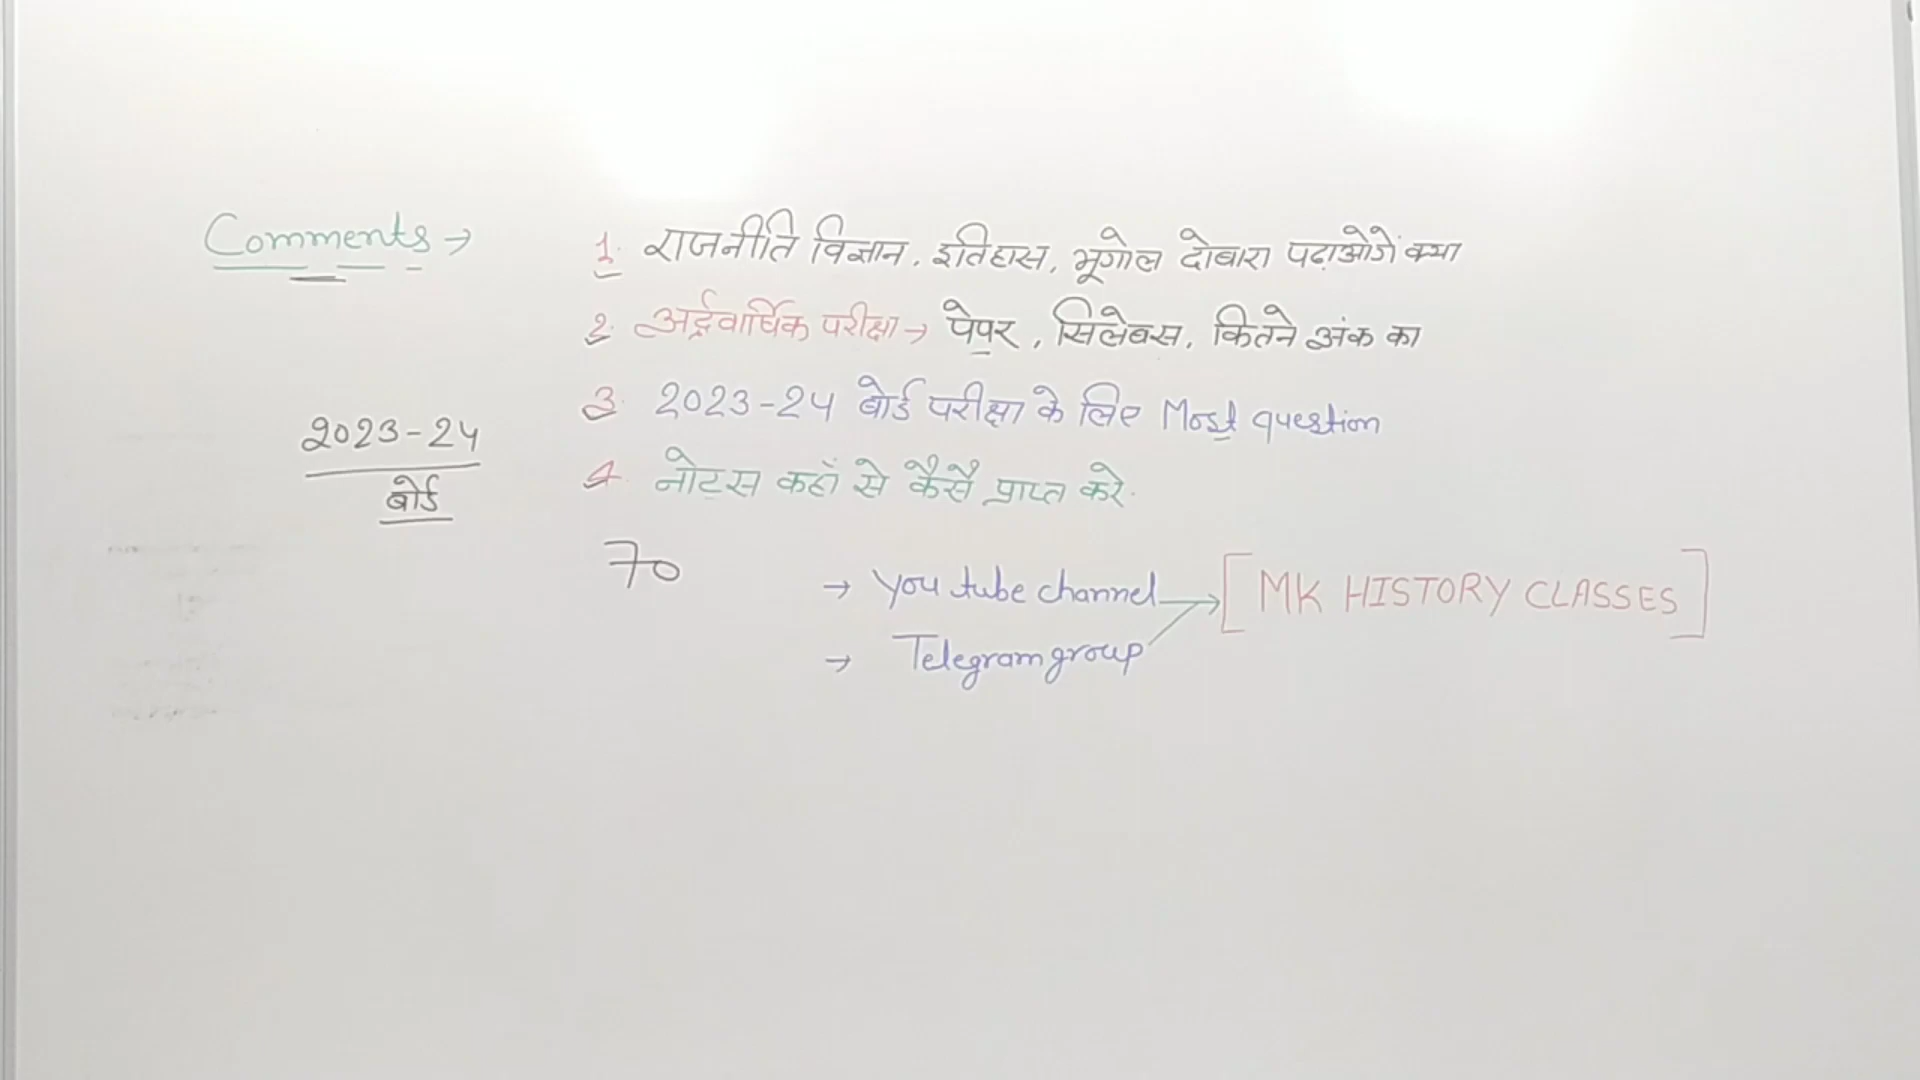 Comments →
1. राजनीति विज्ञान, इतिहास, भूगोल दोबारा पढ़ाओगें क्या
2. अर्द्धवार्षिक परीक्षा → पेपर, सिलेबस, कितने अंक का
3. 2023-24 बोर्ड परीक्षा के लिए Most question
2023-24
बोर्ड
4. नोटस कहाँ से कैसै प्राप्त करे.
70
→ You tube channel → [MK HISTORY CLASSES]
→ Telegram group